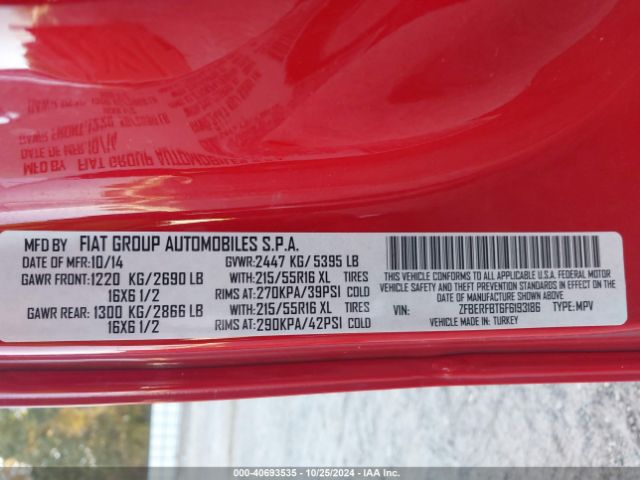 MFD BY FIAT GROUP AUTOMOBILES S.P.A.
DATE OF MFR:10/14 GVWR:2447 KG/ 5395 LB
GAWR FRONT:1220 KG/2690 LB WITH:215/55R16 XL TIRES
16X6 1/2 RIMS AT:270KPA/39PSI COLD
GAWR REAR: 1300 KG/2866 LB WITH:215/55R16 XL TIRES
16X6 1/2 RIMS AT:290KPA/42PSI COLD
THIS VEHICLE CONFORMS TO ALL APPLICABLE U.S.A. FEDERAL MOTOR
VEHICLE SAFETY AND THEFT PREVENTION STANDARDS IN EFFECT
ON THE DATE OF MANUFACTURE SHOWN ABOVE.
VIN: ZFBERFBT6F6193186 TYPE: MPV
VEHICLE MADE IN: TURKEY
000-40693535 - 10/25/2024 - IAA Inc.